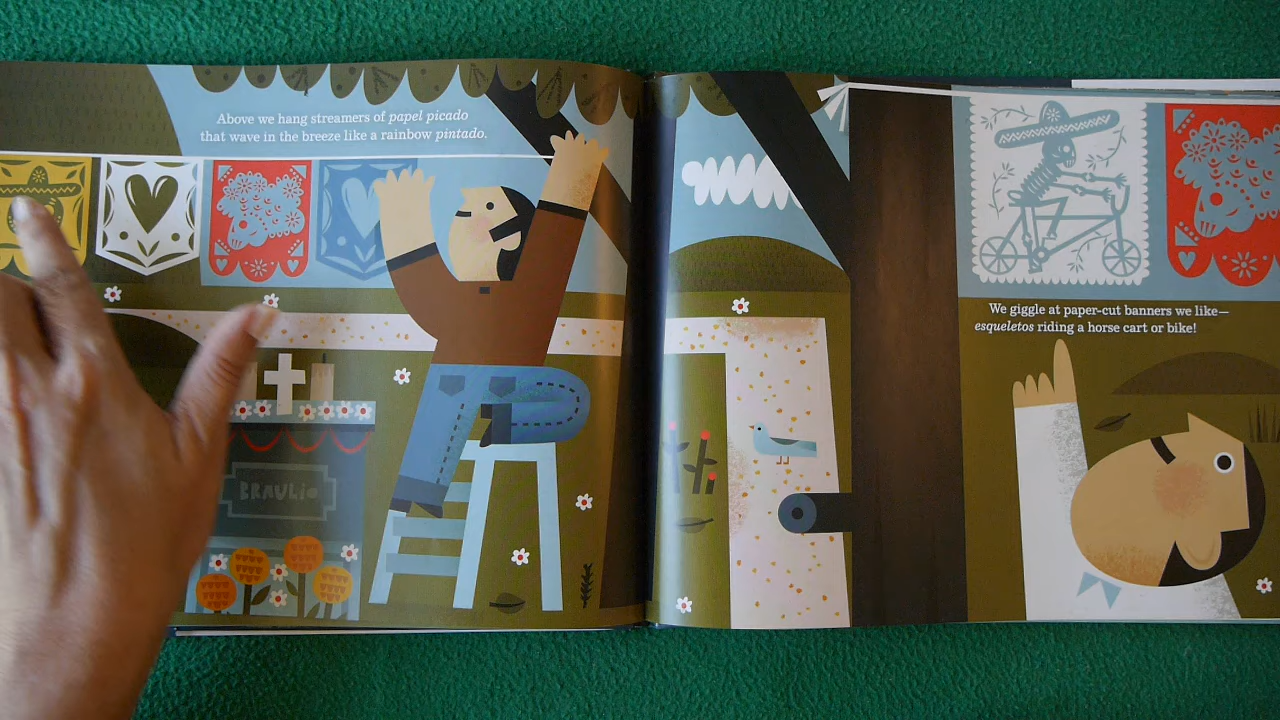 Above we hang streamers of papel picado
that wave in the breeze like a rainbow pintado.
BRAULIO
We giggle at paper-cut banners we like—
esqueletos riding a horse cart or bike!